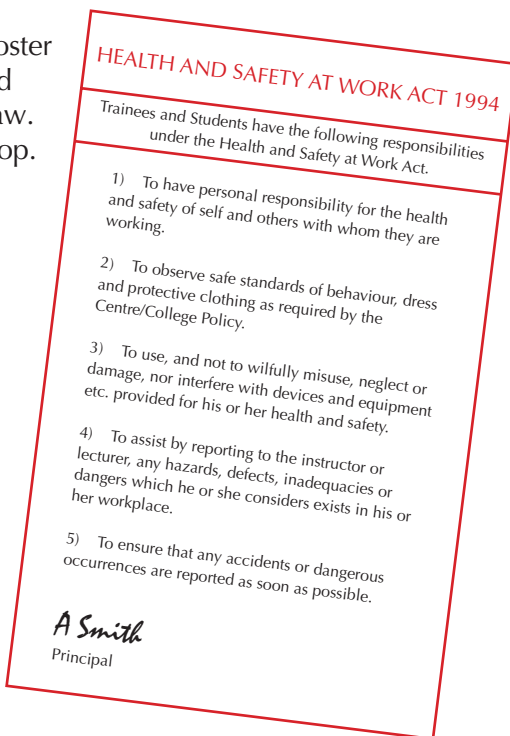 oster
d
aw.
op.
HEALTH AND SAFETY AT WORK ACT 1994
Trainees and Students have the following responsibilities
under the Health and Safety at Work Act.
1) To have personal responsibility for the health
and safety of self and others with whom they are
working.
2) To observe safe standards of behaviour, dress
and protective clothing as required by the
Centre/College Policy.
3) To use, and not to wilfully misuse, neglect or
damage, nor interfere with devices and equipment
etc. provided for his or her health and safety.
4) To assist by reporting to the instructor or
lecturer, any hazards, defects, inadequacies or
dangers which he or she considers exists in his or
her workplace.
5) To ensure that any accidents or dangerous
occurrences are reported as soon as possible.
A Smith
Principal